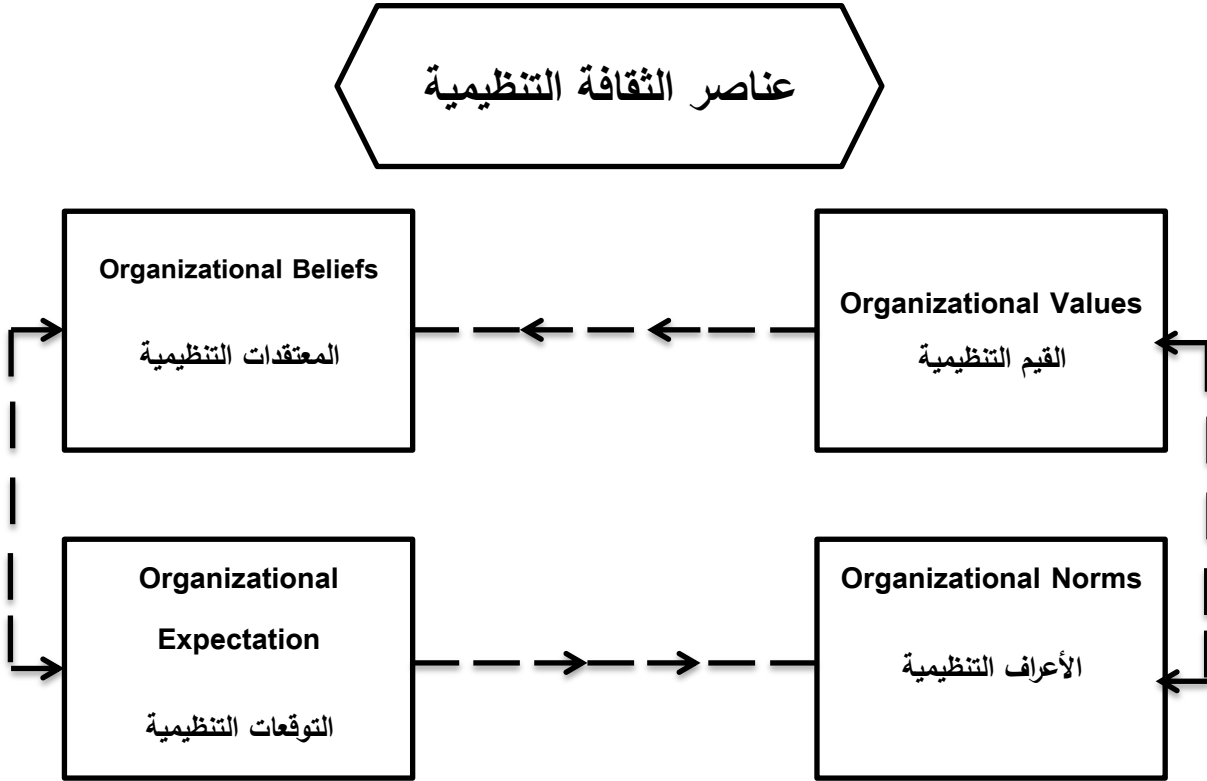 عناصر الثقافة التنظيمية
Organizational Values
القيم التنظيمية
Organizational Beliefs
المعتقدات التنظيمية
Organizational Norms
الأعراف التنظيمية
Organizational
Expectation
التوقعات التنظيمية